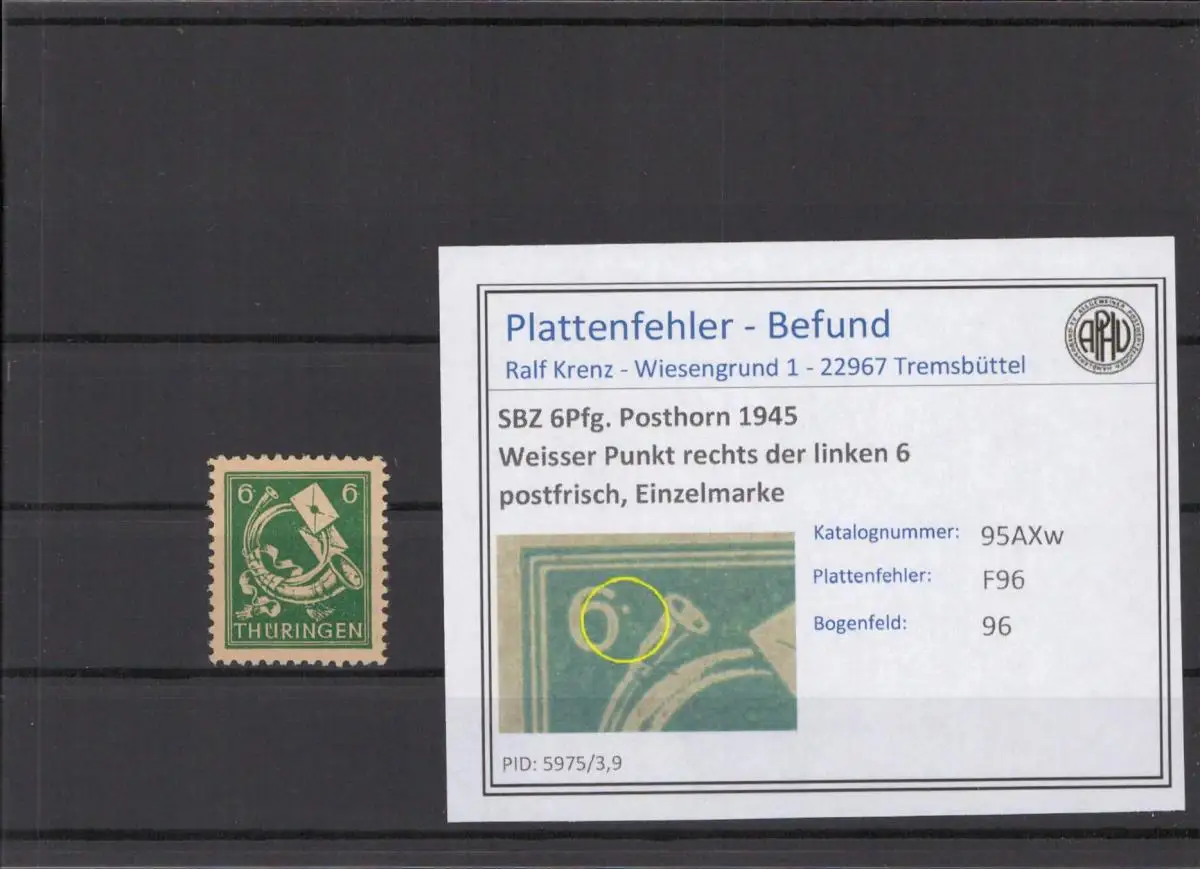 6 6
THÜRINGEN
Plattenfehler - Befund
Ralf Krenz - Wiesengrund 1 - 22967 Tremsbüttel
APHV
SBZ 6Pfg. Posthorn 1945
Weisser Punkt rechts der linken 6
postfrisch, Einzelmarke
6
Katalognummer: 95AXw
Plattenfehler: F96
Bogenfeld: 96
PID: 5975/3,9